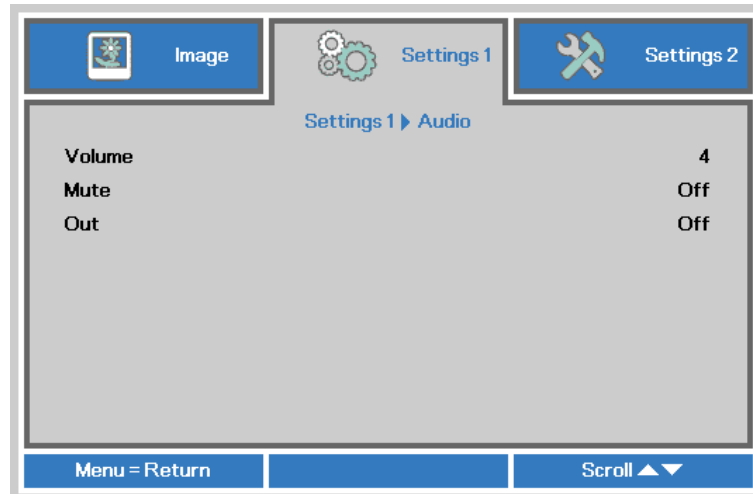 Image
Settings 1
Settings 2
Settings 1 ▶ Audio
Volume 4
Mute Off
Out Off
Menu = Return
Scroll ▲▼